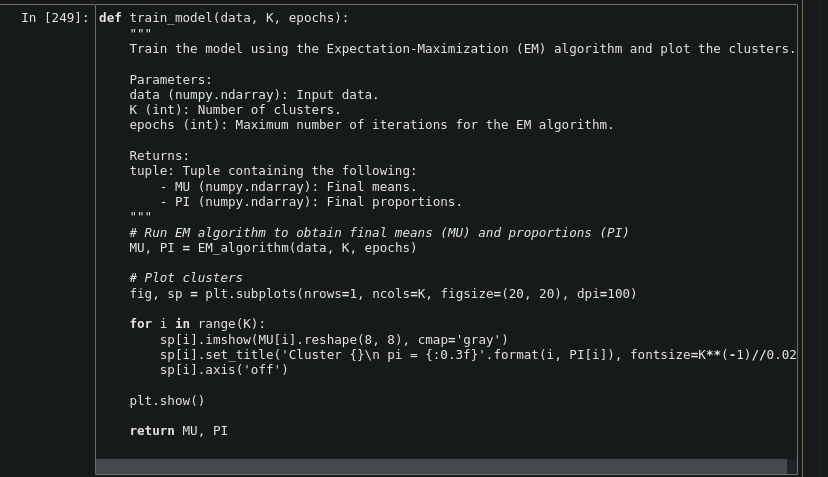 In [249]:
def train_model(data, K, epochs):
    """
    Train the model using the Expectation-Maximization (EM) algorithm and plot the clusters.

    Parameters:
    data (numpy.ndarray): Input data.
    K (int): Number of clusters.
    epochs (int): Maximum number of iterations for the EM algorithm.

    Returns:
    tuple: Tuple containing the following:
        - MU (numpy.ndarray): Final means.
        - PI (numpy.ndarray): Final proportions.
    """
    # Run EM algorithm to obtain final means (MU) and proportions (PI)
    MU, PI = EM_algorithm(data, K, epochs)

    # Plot clusters
    fig, sp = plt.subplots(nrows=1, ncols=K, figsize=(20, 20), dpi=100)

    for i in range(K):
        sp[i].imshow(MU[i].reshape(8, 8), cmap='gray')
        sp[i].set_title('Cluster {}\n pi = {:0.3f}'.format(i, PI[i]), fontsize=K**(-1)//0.02
        sp[i].axis('off')

    plt.show()

    return MU, PI